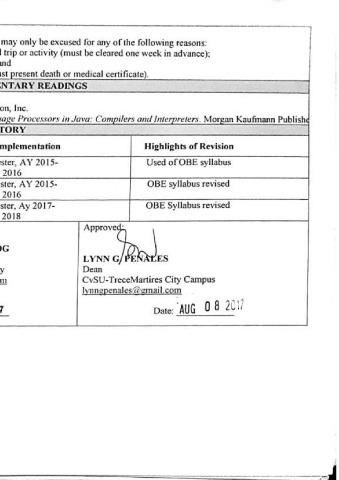 may only be excused for any of the following reasons:
trip or activity (must be cleared one week in advance);
and
ust present death or medical certificate).
NTARY READINGS
on, Inc.
uage Processors in Java: Compilers and Interpreters. Morgan Kaufmann Publishe
TORY
mplementation Highlights of Revision
ester, AY 2015- Used of OBE syllabus
2016
ster, AY 2015- OBE syllabus revised
2016
ster, Ay 2017- OBE Syllabus revised
2018
Approved:
OG
LYNN G. PENALES
y Dean
m CvSU-TreceMartires City Campus
lynngpenales@gmail.com
7 Date: AUG 08 2017